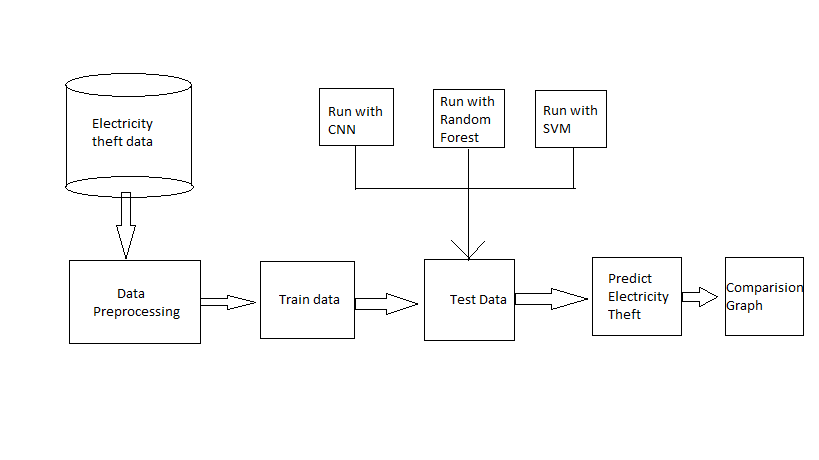 Electricity
theft data
Run with
CNN
Run with
Random
Forest
Run with
SVM
Data
Preprocessing
Train data
Test Data
Predict
Electricity
Theft
Comparision
Graph